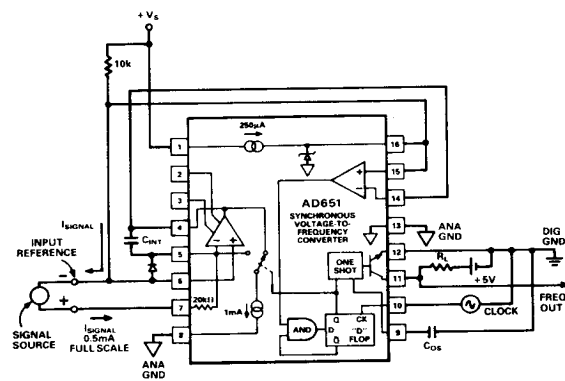 + VS
10k
250μA
1
16
2
15
3
14
AD651
SYNCHRONOUS
VOLTAGE-TO-
FREQUENCY
CONVERTER
13
ANA
GND
DIG
GND
ISIGNAL
4
CINT
5
12
INPUT
REFERENCE
ONE
SHOT
RL
11
−
6
− +
+ 5V
FREQ
OUT
+
7
20kΩ
1mA
10
CLOCK
SIGNAL
SOURCE
ISIGNAL
0.5mA
FULL SCALE
8
AND
Q CK
D "D"
Q FLOP
9
COS
ANA
GND